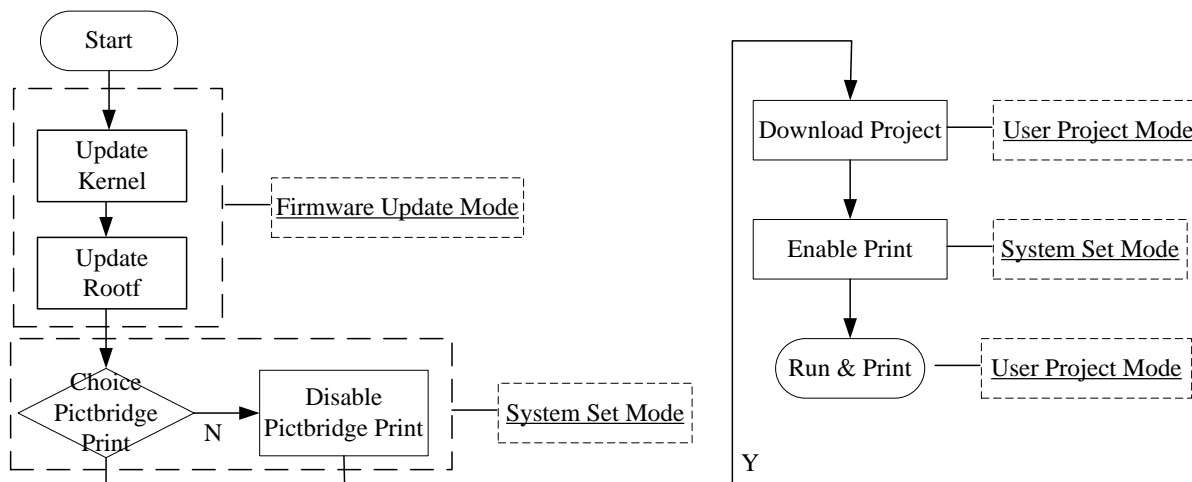 Start
Update
Kernel
Firmware Update Mode
Update
Rootf
Choice
Pictbridge
Print
N
Disable
Pictbridge Print
System Set Mode
Download Project
User Project Mode
Enable Print
System Set Mode
Run & Print
User Project Mode
Y